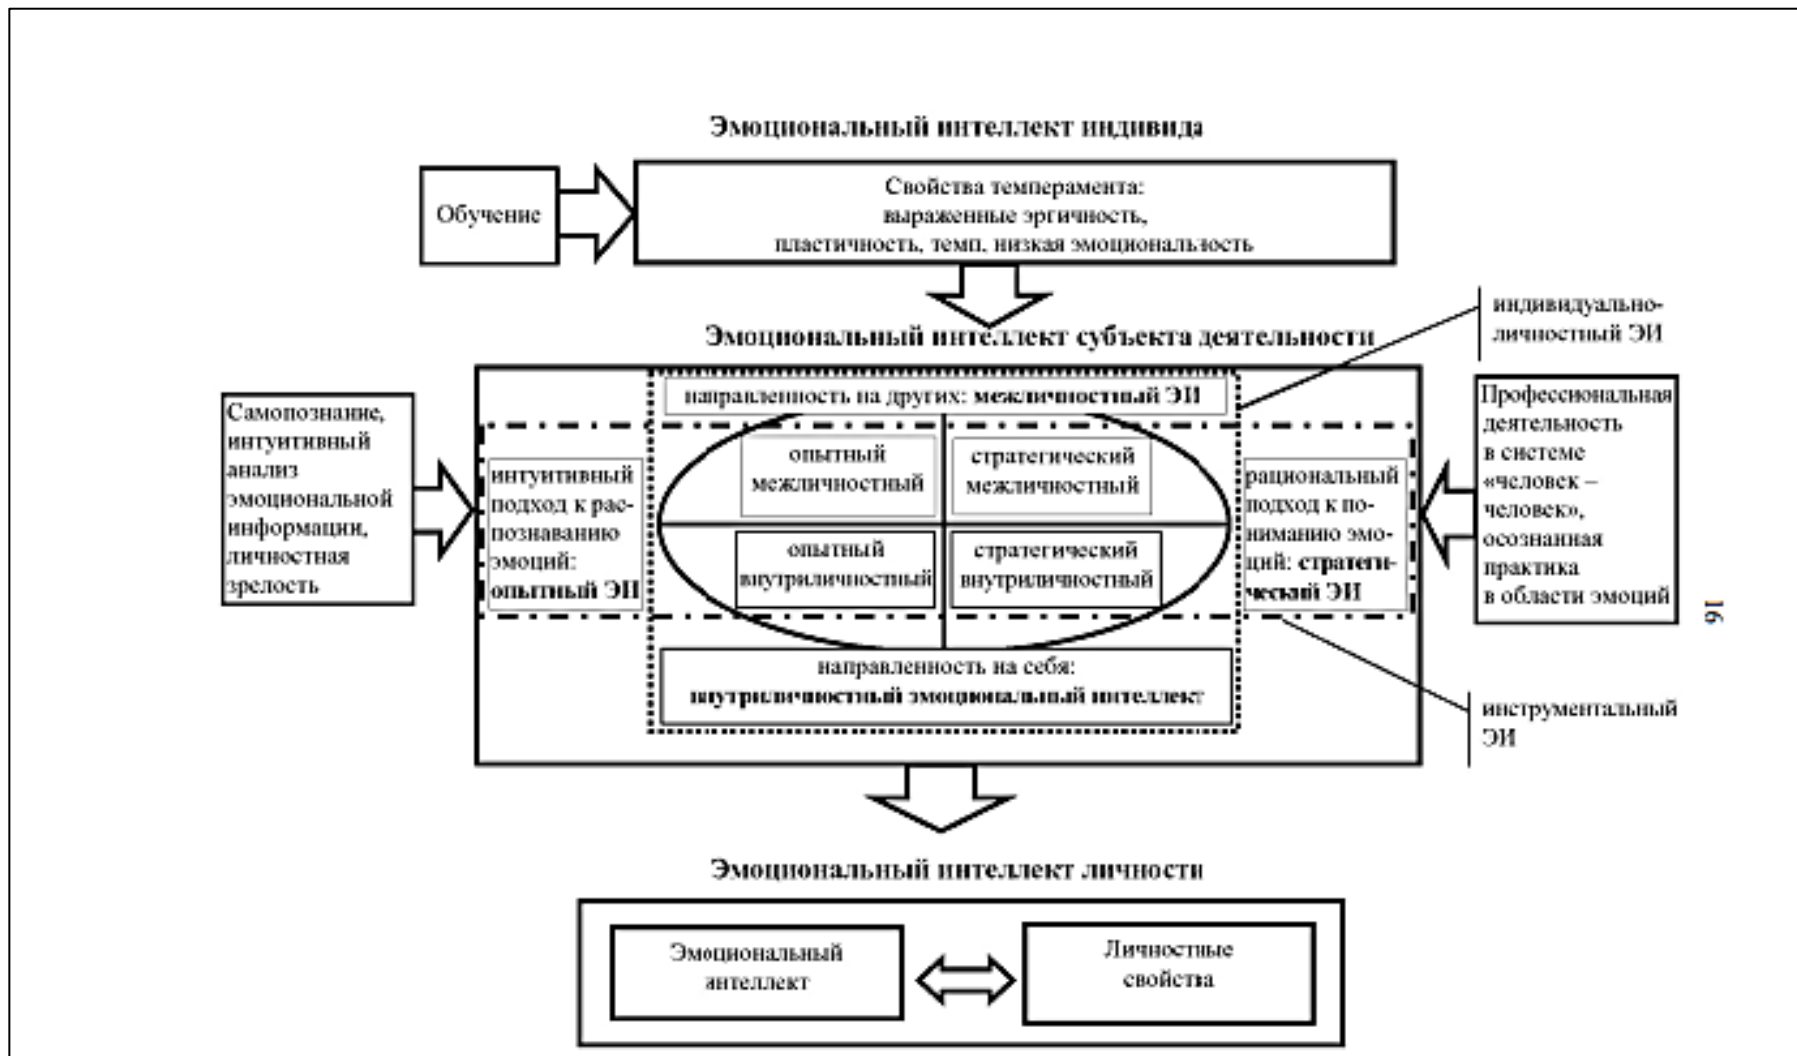 Эмоциональный интеллект индивида
Обучение
Свойства темперамента:
выраженные эргичность,
пластичность, темп, низкая эмоциональность
Эмоциональный интеллект субъекта деятельности
индивидуально-
личностный ЭИ
направленность на других: межличностный ЭИ
Самопознание,
интуитивный
анализ
эмоциональной
информации,
личностная
зрелость
интуитивный
подход к рас-
познаванию
эмоций:
опытный ЭИ
опытный
межличностный
стратегический
межличностный
опытный
внутриличностный
стратегический
внутриличностный
рациональный
подход к по-
ниманию эмо-
ций: стратеги-
ческий ЭИ
Профессиональная
деятельность
в системе
«человек –
человек»,
осознанная
практика
в области эмоций
16
направленность на себя:
внутриличностный эмоциональный интеллект
инструментальный
ЭИ
Эмоциональный интеллект личности
Эмоциональный
интеллект
Личностные
свойства